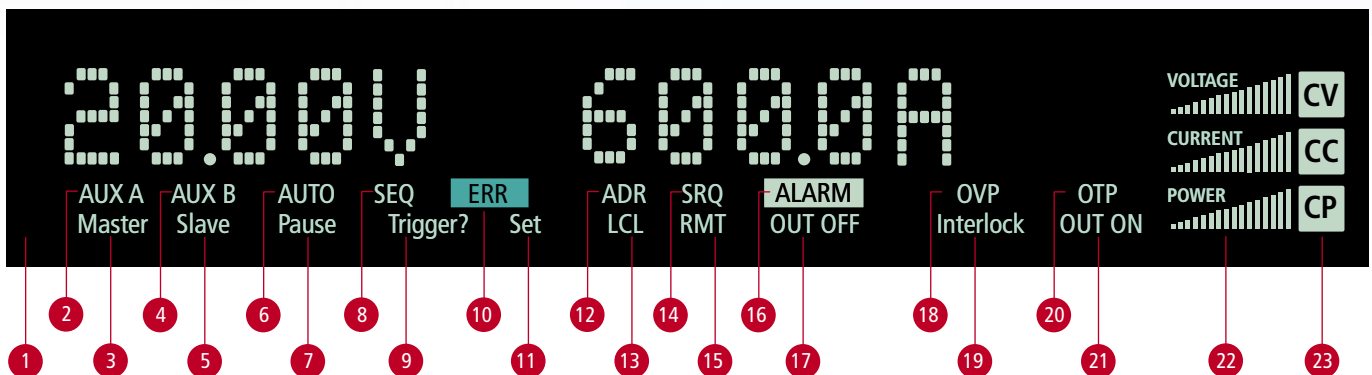 20.00V 600.0A
VOLTAGE CV
CURRENT CC
POWER CP
AUX A AUX B AUTO SEQ ERR ADR SRQ ALARM OVP OTP
Master Slave Pause Trigger? Set LCL RMT OUT OFF Interlock OUT ON
2 4 6 8 10 12 14 16 18 20
1 3 5 7 9 11 13 15 17 19 21 22 23